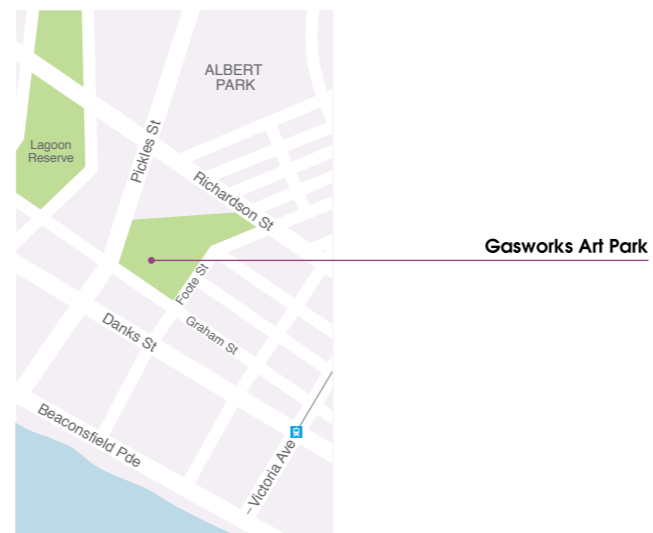 ALBERT
PARK
Lagoon
Reserve
Pickles St
Richardson St
Gasworks Art Park
Foote St
Graham St
Danks St
Beaconsfield Pde
Victoria Ave